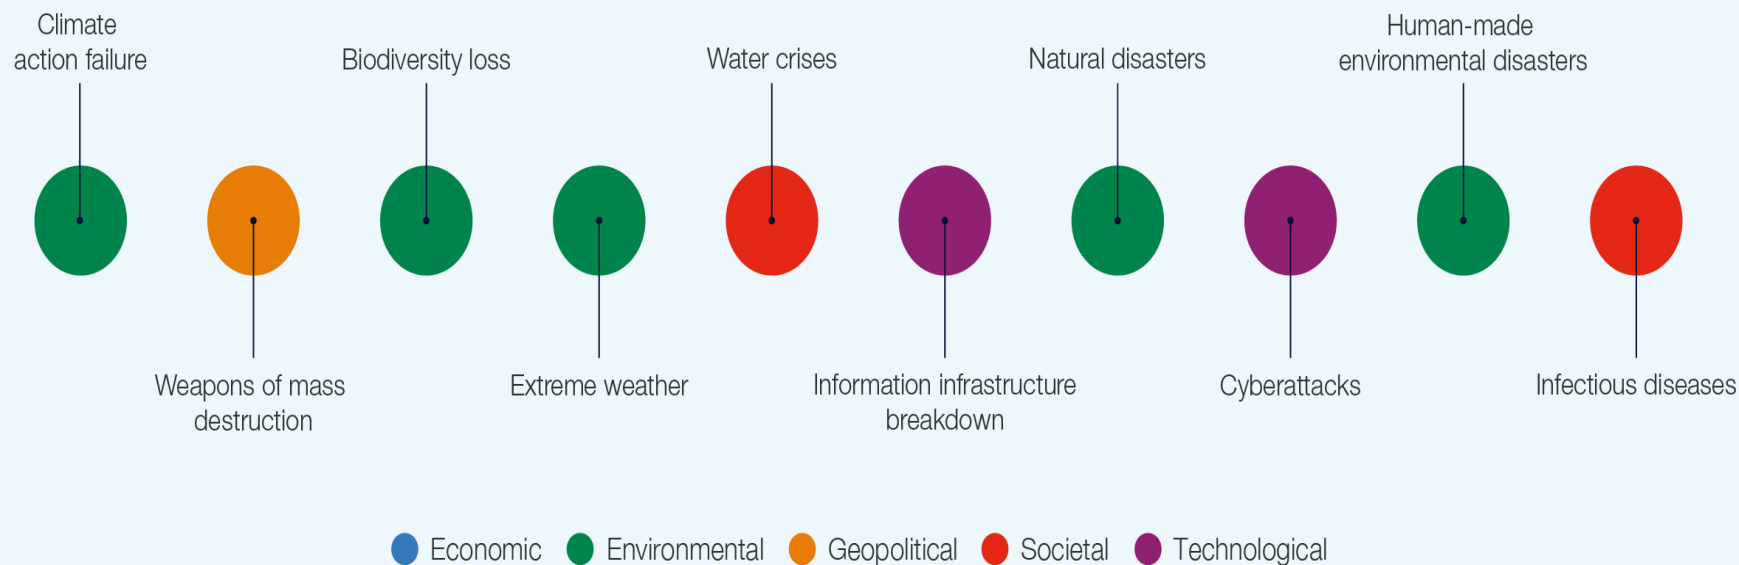 Climate
action failure
Biodiversity loss
Water crises
Natural disasters
Human-made
environmental disasters
Weapons of mass
destruction
Extreme weather
Information infrastructure
breakdown
Cyberattacks
Infectious diseases
Economic
Environmental
Geopolitical
Societal
Technological